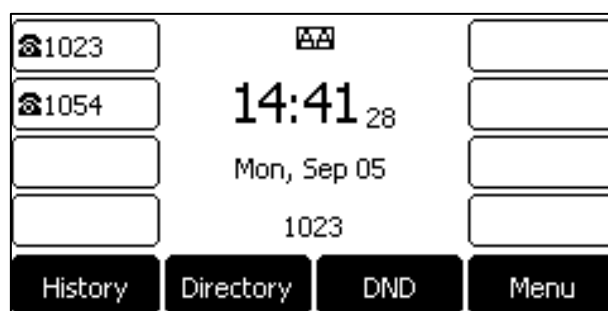 ☎1023
☎1054
14:41 28
Mon, Sep 05
1023
History Directory DND Menu